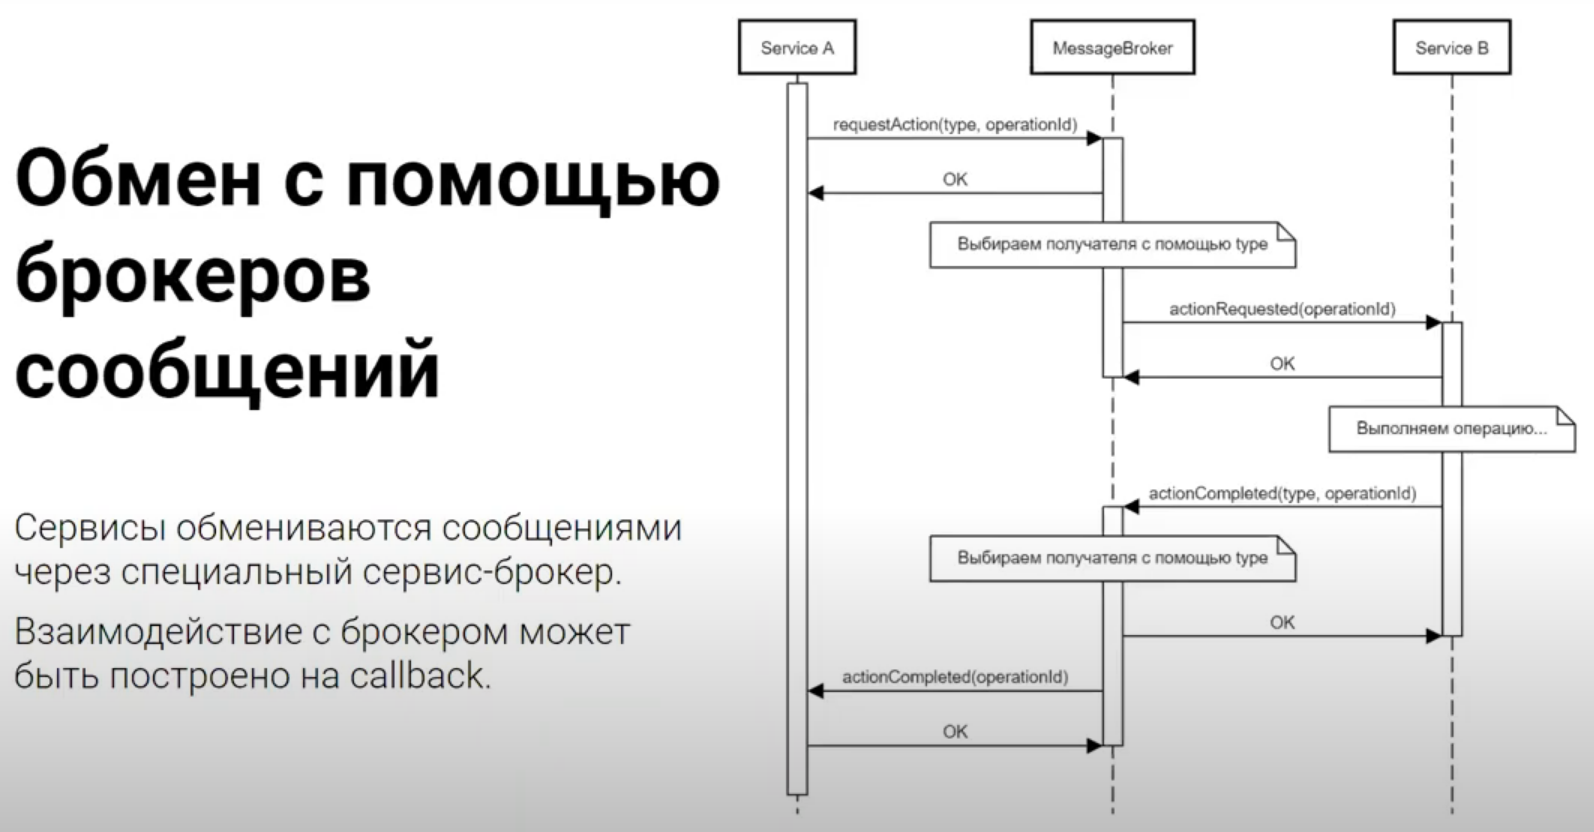 Обмен с помощью
брокеров
сообщений
Сервисы обмениваются сообщениями
через специальный сервис-брокер.
Взаимодействие с брокером может
быть построено на callback.
Service A
MessageBroker
Service B
requestAction(type, operationId)
OK
Выбираем получателя с помощью type
actionRequested(operationId)
OK
Выполняем операцию...
actionCompleted(type, operationId)
Выбираем получателя с помощью type
OK
actionCompleted(operationId)
OK